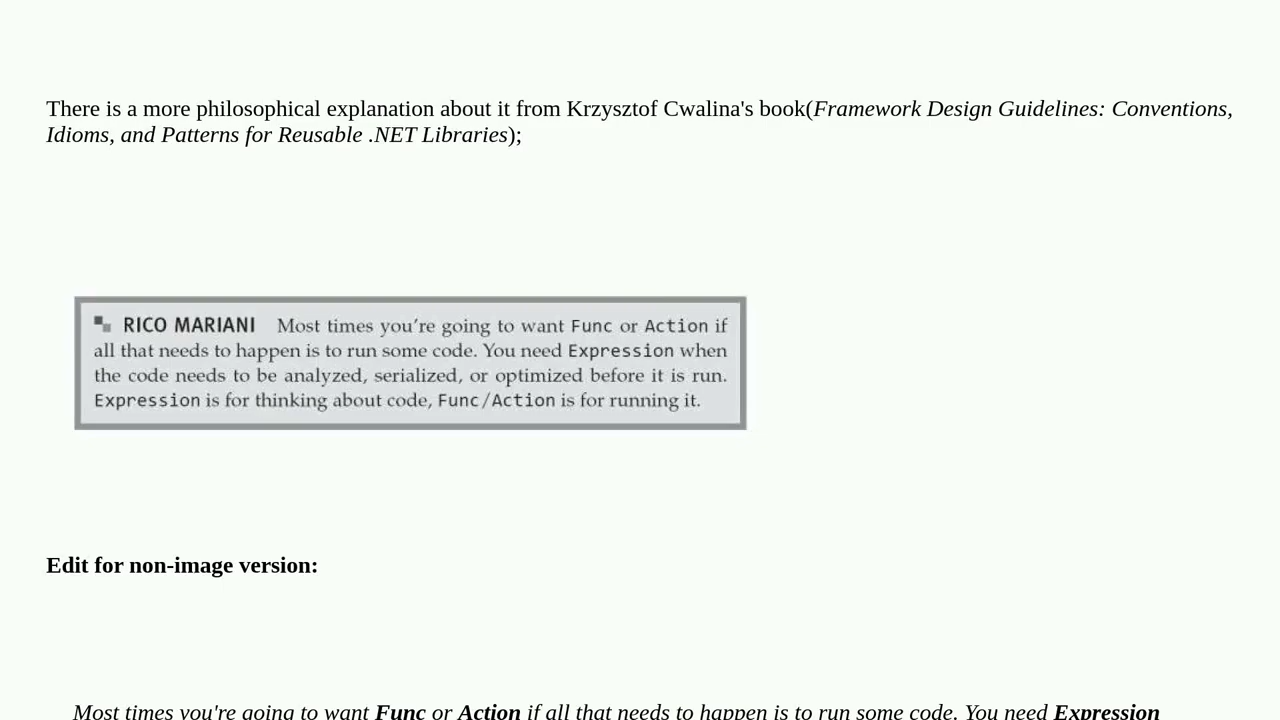 There is a more philosophical explanation about it from Krzysztof Cwalina's book(Framework Design Guidelines: Conventions,
Idioms, and Patterns for Reusable .NET Libraries);
RICO MARIANI Most times you're going to want Func or Action if
all that needs to happen is to run some code. You need Expression when
the code needs to be analyzed, serialized, or optimized before it is run.
Expression is for thinking about code, Func/Action is for running it.
Edit for non-image version:
Most times you're going to want Func or Action if all that needs to happen is to run some code. You need Expression